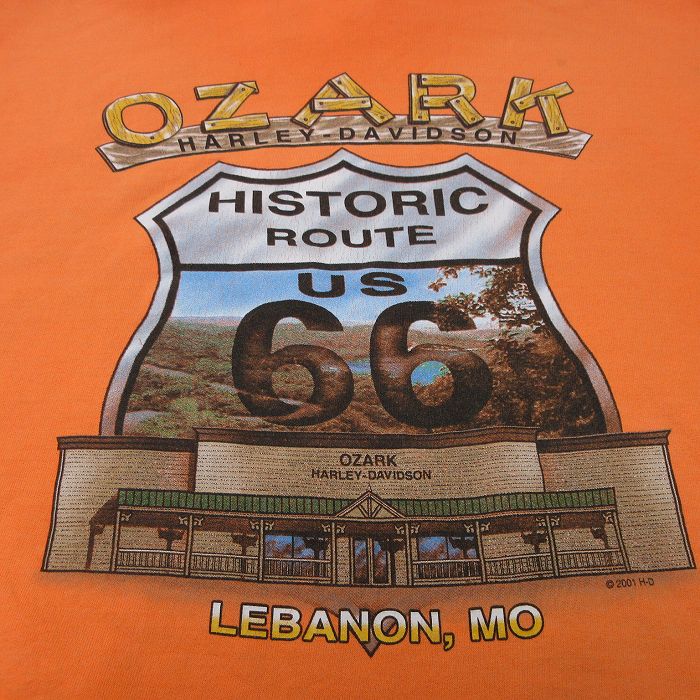 OZARK
HARLEY-DAVIDSON
HISTORIC
ROUTE
US
66
OZARK
HARLEY-DAVIDSON
© 2001 H-D
LEBANON, MO